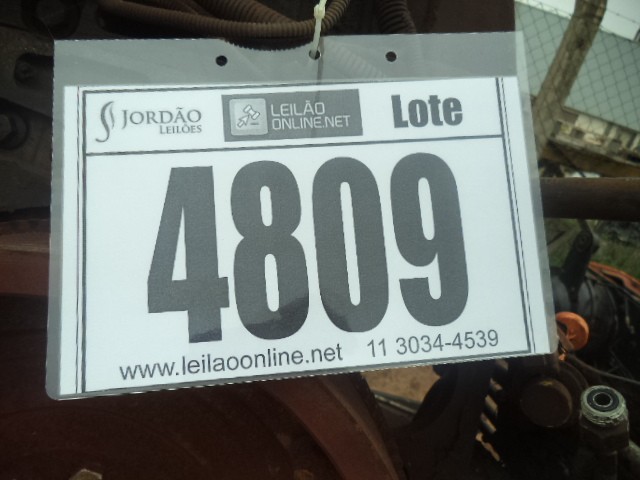 JORDÃO LEILÕES LEILÃO ONLINE.NET Lote
4809
www.leilaoonline.net 11 3034-4539